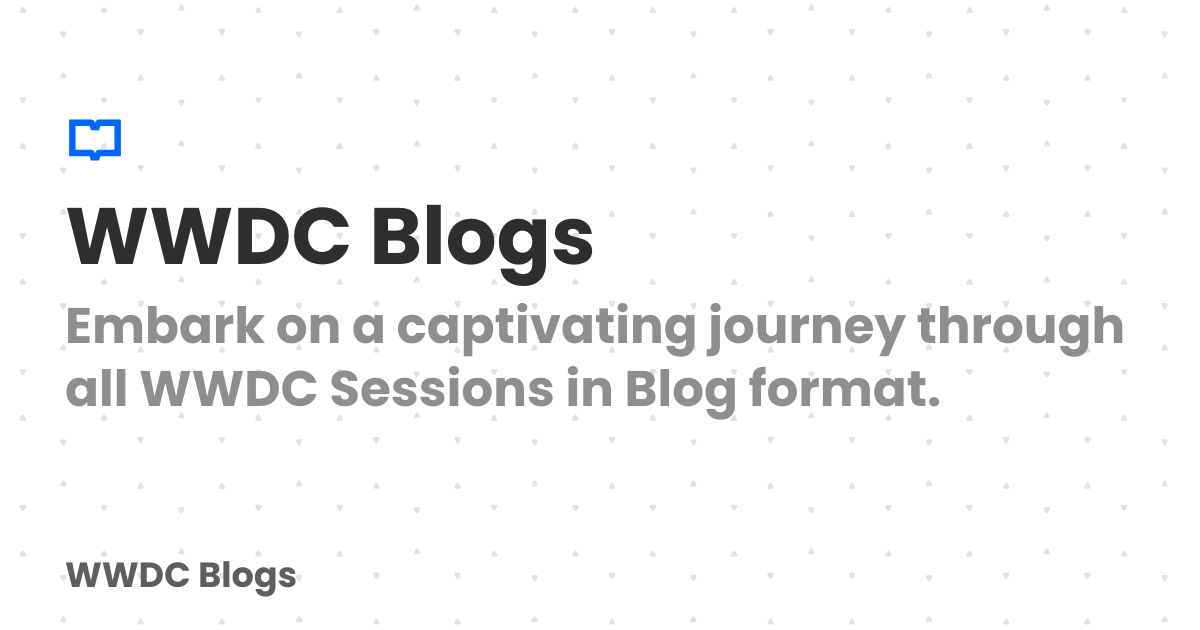 WWDC Blogs
Embark on a captivating journey through
all WWDC Sessions in Blog format.
WWDC Blogs